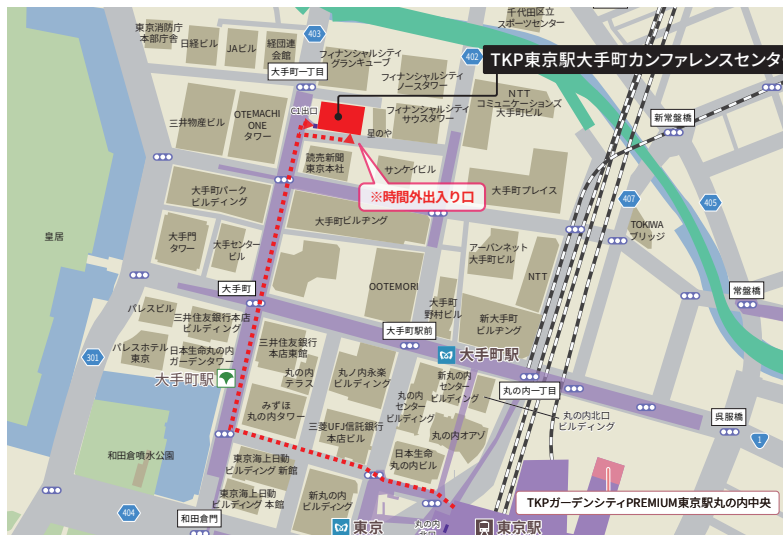 千代田区立
スポーツセンター
東京消防庁
本部庁舎
日経ビル
JAビル
経団連
会館
403
フィナンシャルシティ
グランキューブ
402
TKP東京駅大手町カンファレンスセンタ
大手町一丁目
フィナンシャルシティ
ノースタワー
NTT
コミュニケーションズ
大手町ビル
三井物産ビル
OTEMACHI
ONE
タワー
C1出口
フィナンシャルシティ
サウスタワー
星のや
新常盤橋
読売新聞
東京本社
サンケイビル
大手町パーク
ビルディング
※時間外出入り口
大手町プレイス
407
405
皇居
大手町ビルヂング
大手門
タワー
大手センター
ビル
アーバンネット
大手町ビル
TOKIWA
ブリッジ
NTT
OOTEMORI
大手町
常盤橋
パレスビル
三井住友銀行本店
ビルディング
大手町
野村ビル
新大手町
ビルヂング
大手町駅前
パレスホテル
東京
日本生命丸の内
ガーデンタワー
三井住友銀行
本店東館
大手町駅
301
大手町駅
丸の内
テラス
丸ノ内永楽
ビルディング
新丸の内
センター
ビルディング
丸の内一丁目
みずほ
丸の内タワー
丸の内
センター
ビルディング
丸の内北口
ビルディング
呉服橋
三菱UFJ信託銀行
本店ビル
丸の内オアゾ
1
和田倉噴水公園
東京海上日動
ビルディング 新館
日本生命
丸の内ビル
東京海上日動
ビルディング 本館
新丸の内
ビルディング
TKPガーデンシティPREMIUM東京駅丸の内中央
404
和田倉門
東京
丸の内
東京駅